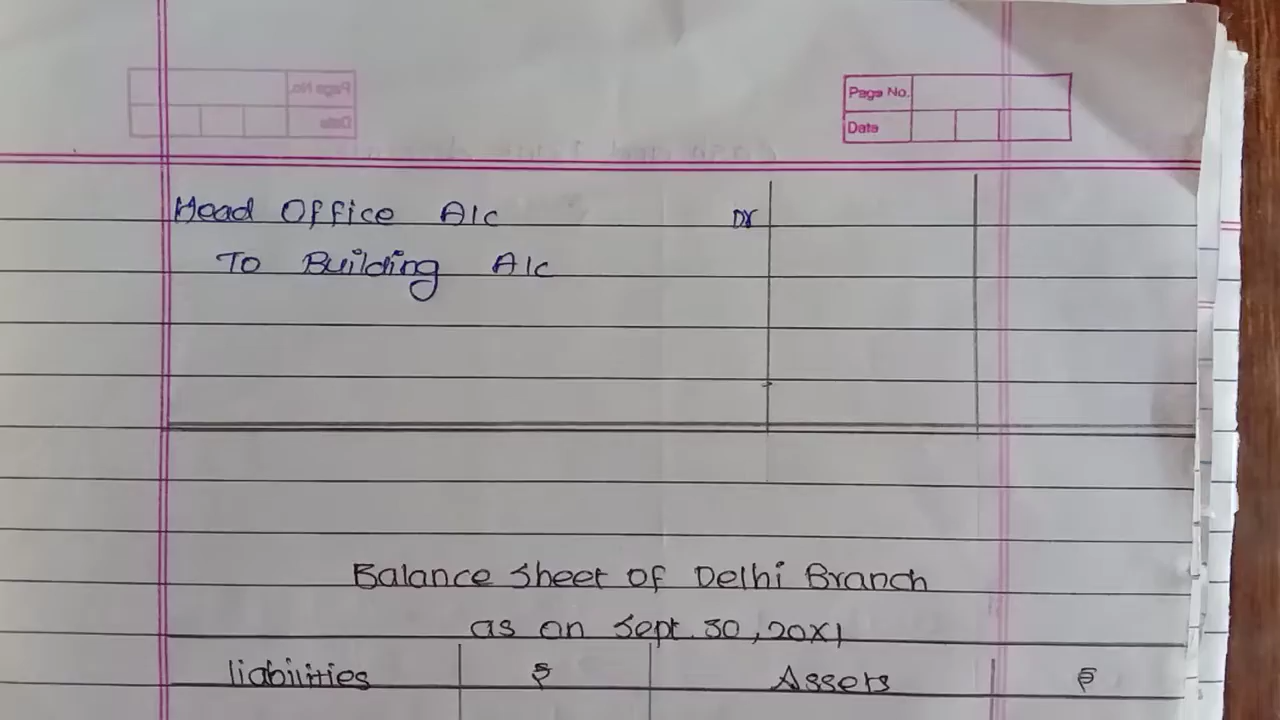 Page No.
Date
Head Office A/c Dr
To Building A/c
Balance Sheet of Delhi Branch
as on Sept. 30, 20X1
liabilities ₹ Assets ₹